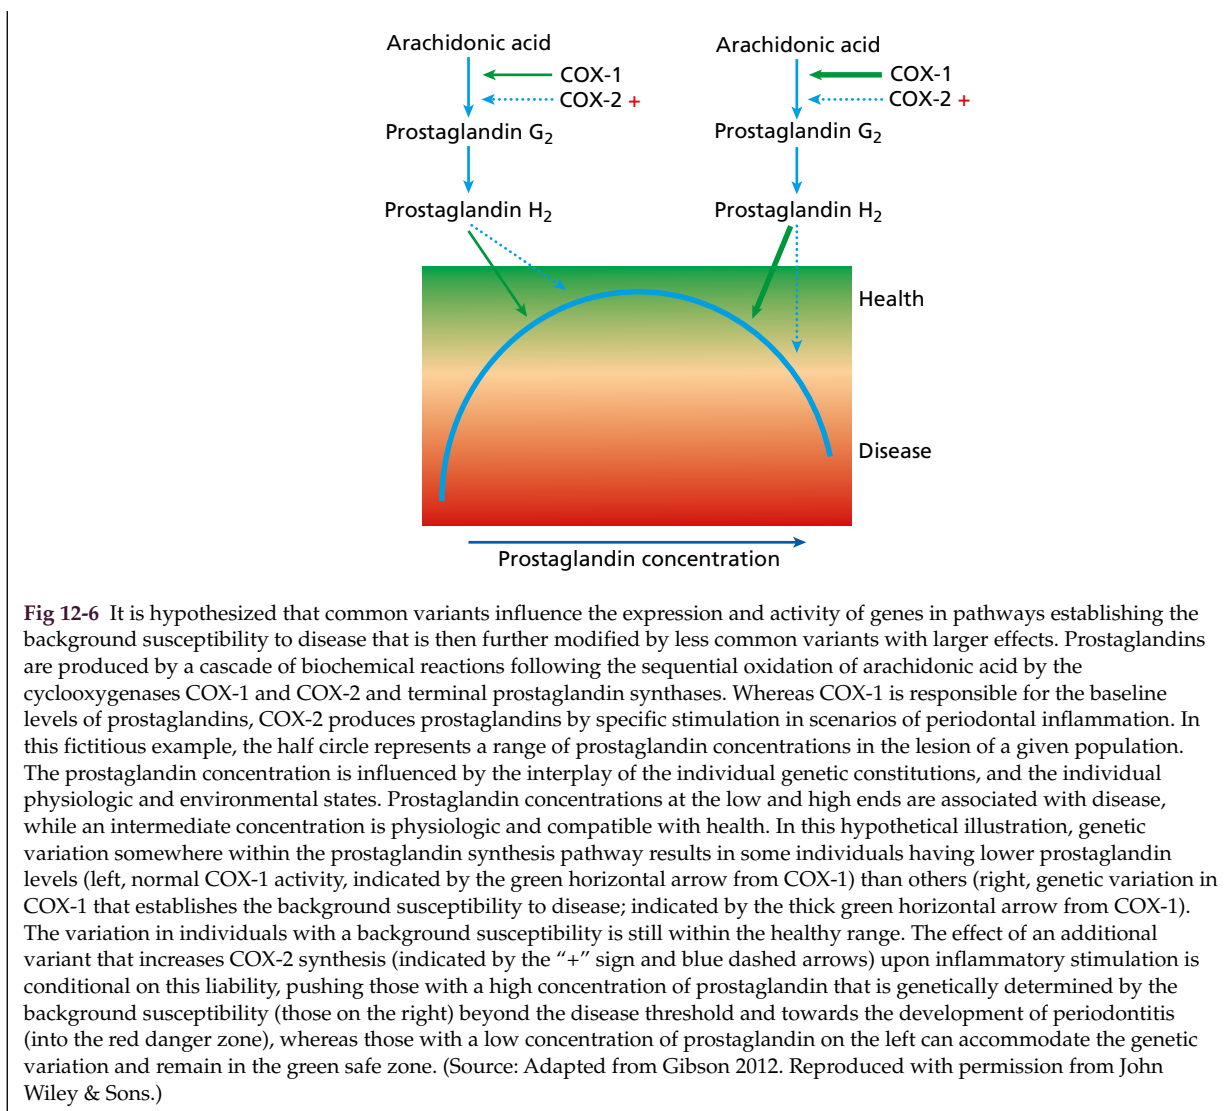 Arachidonic acid
COX-1
COX-2 +
Prostaglandin G2
Prostaglandin H2
Arachidonic acid
COX-1
COX-2 +
Prostaglandin G2
Prostaglandin H2
Health
Disease
Prostaglandin concentration
Fig 12-6 It is hypothesized that common variants influence the expression and activity of genes in pathways establishing the
background susceptibility to disease that is then further modified by less common variants with larger effects. Prostaglandins
are produced by a cascade of biochemical reactions following the sequential oxidation of arachidonic acid by the
cyclooxygenases COX-1 and COX-2 and terminal prostaglandin synthases. Whereas COX-1 is responsible for the baseline
levels of prostaglandins, COX-2 produces prostaglandins by specific stimulation in scenarios of periodontal inflammation. In
this fictitious example, the half circle represents a range of prostaglandin concentrations in the lesion of a given population.
The prostaglandin concentration is influenced by the interplay of the individual genetic constitutions, and the individual
physiologic and environmental states. Prostaglandin concentrations at the low and high ends are associated with disease,
while an intermediate concentration is physiologic and compatible with health. In this hypothetical illustration, genetic
variation somewhere within the prostaglandin synthesis pathway results in some individuals having lower prostaglandin
levels (left, normal COX-1 activity, indicated by the green horizontal arrow from COX-1) than others (right, genetic variation in
COX-1 that establishes the background susceptibility to disease; indicated by the thick green horizontal arrow from COX-1).
The variation in individuals with a background susceptibility is still within the healthy range. The effect of an additional
variant that increases COX-2 synthesis (indicated by the “+” sign and blue dashed arrows) upon inflammatory stimulation is
conditional on this liability, pushing those with a high concentration of prostaglandin that is genetically determined by the
background susceptibility (those on the right) beyond the disease threshold and towards the development of periodontitis
(into the red danger zone), whereas those with a low concentration of prostaglandin on the left can accommodate the genetic
variation and remain in the green safe zone. (Source: Adapted from Gibson 2012. Reproduced with permission from John
Wiley & Sons.)